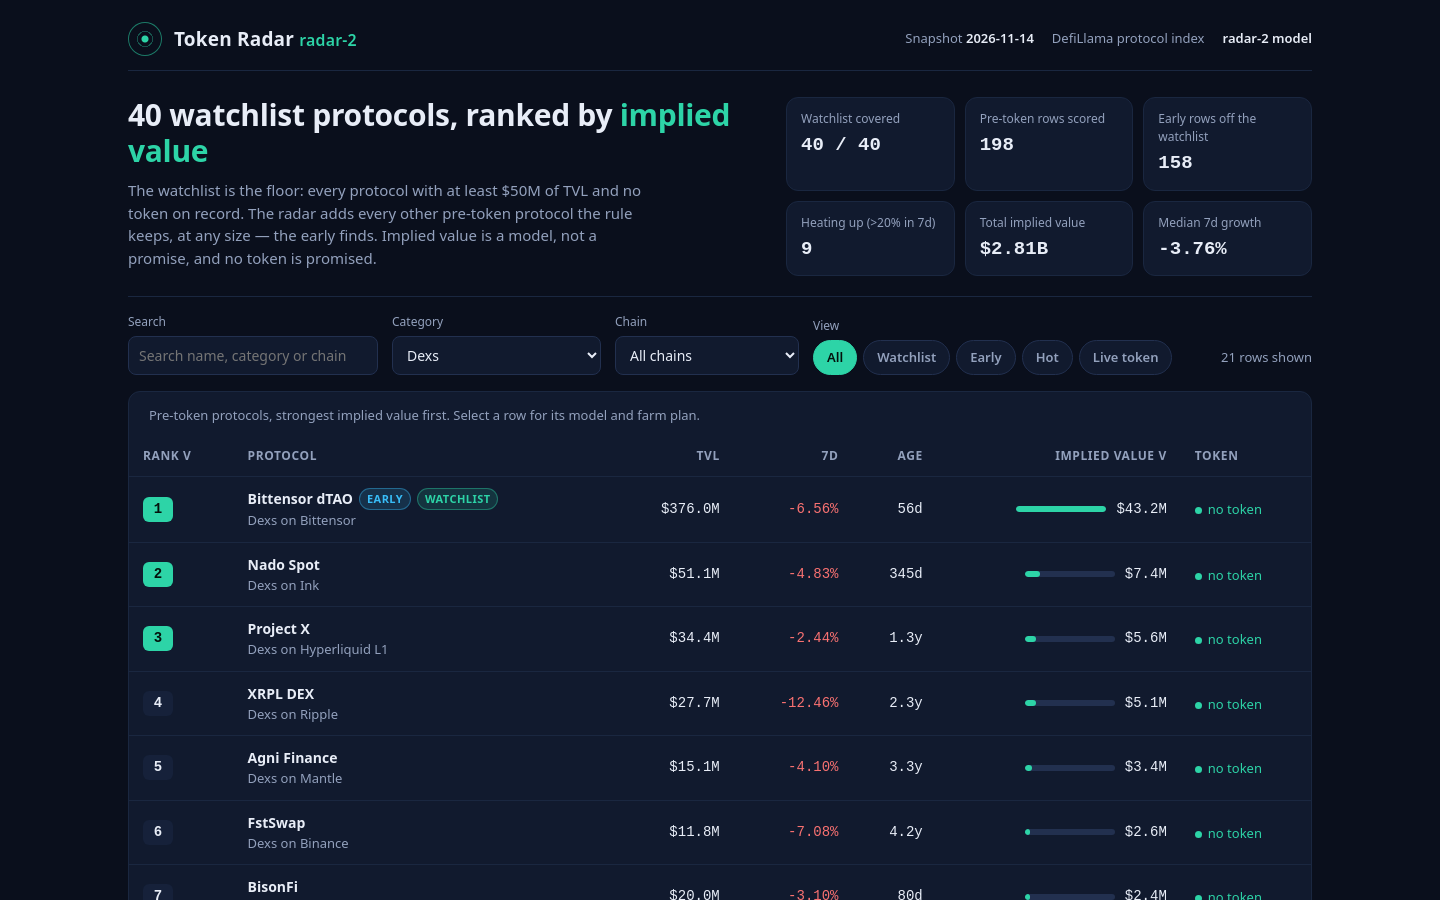 Token Radar radar-2
Snapshot 2026-11-14 DefiLlama protocol index radar-2 model
40 watchlist protocols, ranked by implied
value
The watchlist is the floor: every protocol with at least $50M of TVL and no
token on record. The radar adds every other pre-token protocol the rule
keeps, at any size — the early finds. Implied value is a model, not a
promise, and no token is promised.
Watchlist covered
40 / 40
Pre-token rows scored
198
Early rows off the
watchlist
158
Heating up (>20% in 7d)
9
Total implied value
$2.81B
Median 7d growth
-3.76%
Search
Search name, category or chain
Category
Dexs
Chain
All chains
View
All Watchlist Early Hot Live token
21 rows shown
Pre-token protocols, strongest implied value first. Select a row for its model and farm plan.
RANK V PROTOCOL TVL 7D AGE IMPLIED VALUE V TOKEN
1 Bittensor dTAO EARLY WATCHLIST $376.0M -6.56% 56d $43.2M no token
Dexs on Bittensor
2 Nado Spot $51.1M -4.83% 345d $7.4M no token
Dexs on Ink
3 Project X $34.4M -2.44% 1.3y $5.6M no token
Dexs on Hyperliquid L1
4 XRPL DEX $27.7M -12.46% 2.3y $5.1M no token
Dexs on Ripple
5 Agni Finance $15.1M -4.10% 3.3y $3.4M no token
Dexs on Mantle
6 FstSwap $11.8M -7.08% 4.2y $2.6M no token
Dexs on Binance
7 BisonFi $20.0M -3.10% 80d $2.4M no token